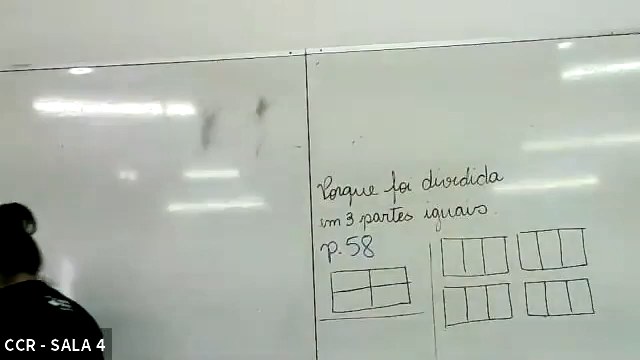 Porque foi dividida
em 3 partes iguais.
p. 58
CCR - SALA 4